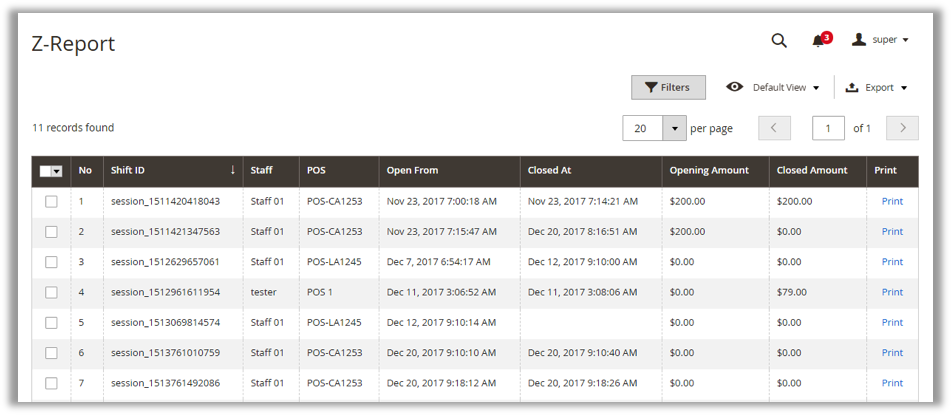 Z-Report
3
super
Filters
Default View
Export
11 records found
20 per page
1 of 1
No Shift ID ↓ Staff POS Open From Closed At Opening Amount Closed Amount Print
1 session_1511420418043 Staff 01 POS-CA1253 Nov 23, 2017 7:00:18 AM Nov 23, 2017 7:14:21 AM $200.00 $200.00 Print
2 session_1511421347563 Staff 01 POS-CA1253 Nov 23, 2017 7:15:47 AM Dec 20, 2017 8:16:51 AM $200.00 $0.00 Print
3 session_1512629657061 Staff 01 POS-LA1245 Dec 7, 2017 6:54:17 AM Dec 12, 2017 9:10:00 AM $0.00 $0.00 Print
4 session_1512961611954 tester POS 1 Dec 11, 2017 3:06:52 AM Dec 11, 2017 3:08:06 AM $0.00 $79.00 Print
5 session_1513069814574 Staff 01 POS-LA1245 Dec 12, 2017 9:10:14 AM $0.00 $0.00 Print
6 session_1513761010759 Staff 01 POS-CA1253 Dec 20, 2017 9:10:10 AM Dec 20, 2017 9:10:40 AM $0.00 $0.00 Print
7 session_1513761492086 Staff 01 POS-CA1253 Dec 20, 2017 9:18:12 AM Dec 20, 2017 9:18:26 AM $0.00 $0.00 Print